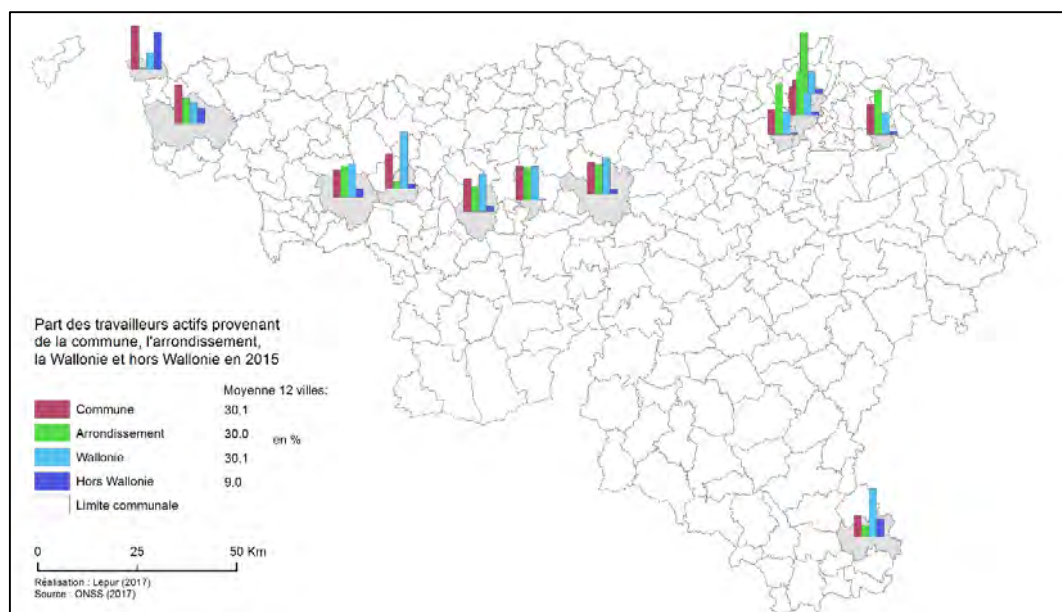 Part des travailleurs actifs provenant
de la commune, l'arrondissement,
la Wallonie et hors Wallonie en 2015
Moyenne 12 villes:
Commune 30,1
Arrondissement 30.0 en %
Wallonie 30,1
Hors Wallonie 9.0
Limite communale
0 25 50 Km
Réalisation : Lepur (2017)
Source : ONSS (2017)